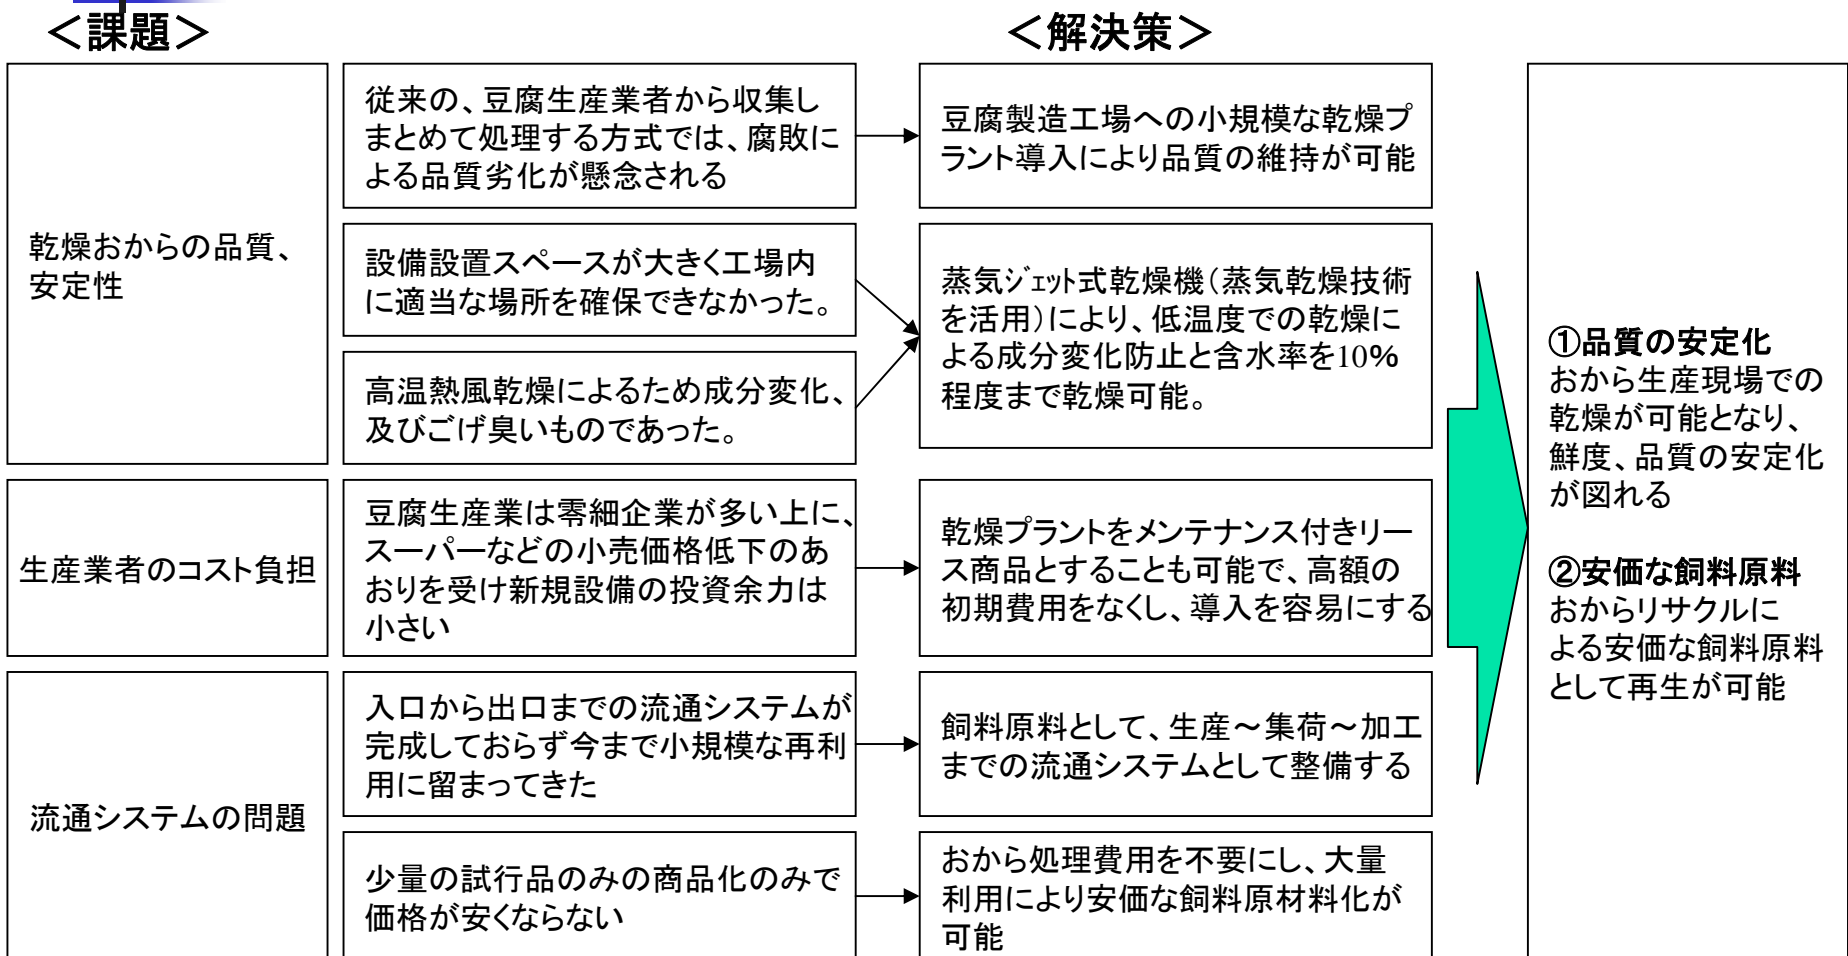 ＜課題＞
＜解決策＞
乾燥おからの品質、
安定性
従来の、豆腐生産業者から収集し
まとめて処理する方式では、腐敗に
よる品質劣化が懸念される
豆腐製造工場への小規模な乾燥プ
ラント導入により品質の維持が可能
設備設置スペースが大きく工場内
に適当な場所を確保できなかった。
高温熱風乾燥によるため成分変化、
及びごげ臭いものであった。
蒸気ｼﾞｪｯﾄ式乾燥機（蒸気乾燥技術
を活用）により、低温度での乾燥に
よる成分変化防止と含水率を10%
程度まで乾燥可能。
生産業者のコスト負担
豆腐生産業は零細企業が多い上に、
スーパーなどの小売価格低下のあ
おりを受け新規設備の投資余力は
小さい
乾燥プラントをメンテナンス付きリー
ス商品とすることも可能で、高額の
初期費用をなくし、導入を容易にする
流通システムの問題
入口から出口までの流通システムが
完成しておらず今まで小規模な再利
用に留まってきた
飼料原料として、生産～集荷～加工
までの流通システムとして整備する
少量の試行品のみの商品化のみで
価格が安くならない
おから処理費用を不要にし、大量
利用により安価な飼料原材料化が
可能
①品質の安定化
おから生産現場での
乾燥が可能となり、
鮮度、品質の安定化
が図れる
②安価な飼料原料
おからリサクルに
よる安価な飼料原料
として再生が可能